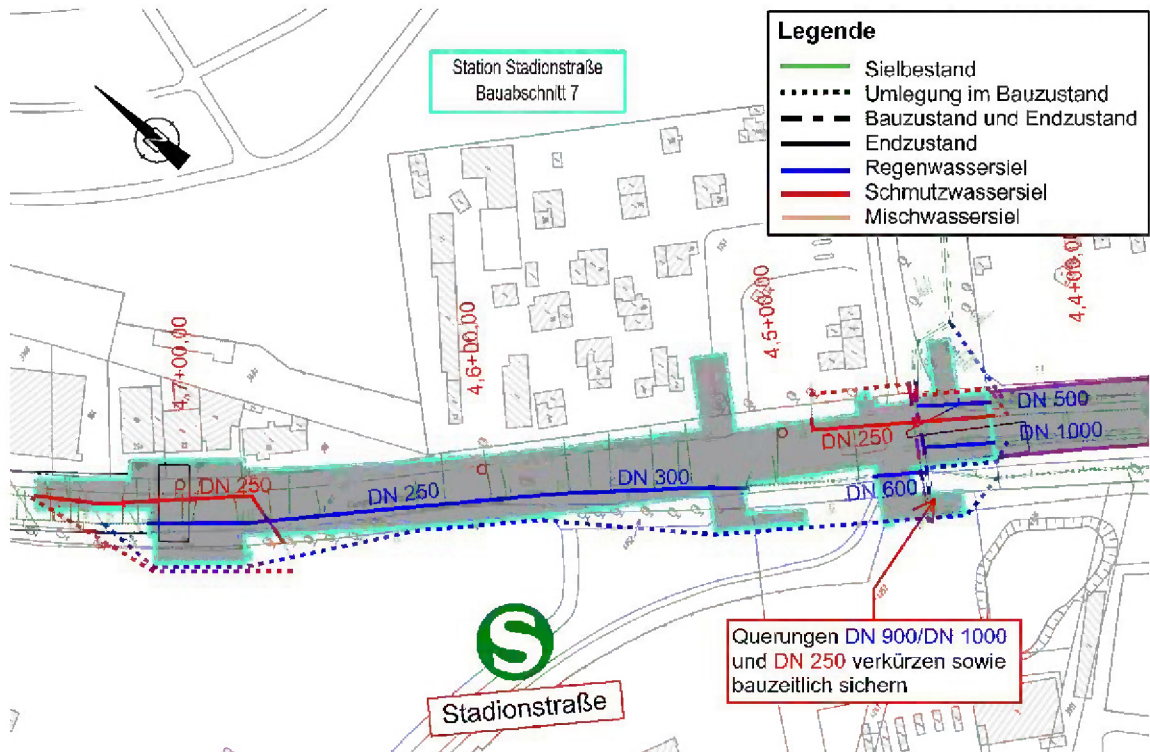 Station Stadionstraße
Bauabschnitt 7
Legende
Sielbestand
Umlegung im Bauzustand
Bauzustand und Endzustand
Endzustand
Regenwassersiel
Schmutzwassersiel
Mischwassersiel
4,7+00,00
4,6+00,00
4,5+00,00
4,4+00,00
DN 500
DN 250
DN 1000
DN 250
DN 250
DN 300
DN 600
S
Stadionstraße
Querungen DN 900/DN 1000
und DN 250 verkürzen sowie
bauzeitlich sichern